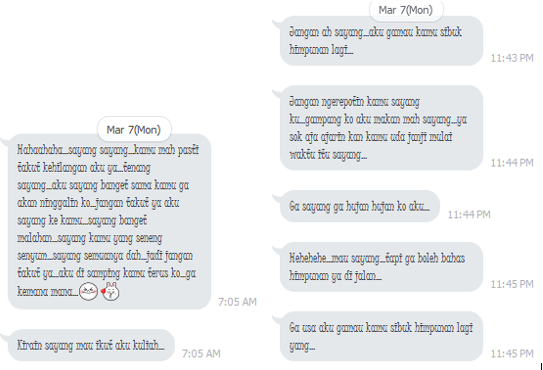 Mar 7(Mon)
Hahaahaha...sayang sayang...kamu mah pasti
takut kehilangan aku ya...tenang
sayang...aku sayang banget sama kamu ga
akan ninggalin ko...jangan takut ya aku
sayang ke kamu...sayang banget
malahan...sayang kamu yang seneng
senyum...sayang semuanya dah...jadi jangan
takut ya...aku di samping kamu terus ko...ga
kemana mana...
7:05 AM
Kirain sayang mau ikut aku kuliah...
7:05 AM
Mar 7(Mon)
Jangan ah sayang...aku gamau kamu sibuk
himpunan lagi...
11:43 PM
Jangan ngerepotin kamu sayang
ku...gampang ko aku makan mah sayang...ya
sok aja ajarin kan kamu uda janji mulai
waktu itu sayang...
11:44 PM
Ga sayang ga hujan hujan ko aku...
11:44 PM
Hehehehe...mau sayang...tapi ga boleh bahas
himpunan ya di jalan...
11:45 PM
Ga usa aku gamau kamu sibuk himpunan lagi
yang...
11:45 PM